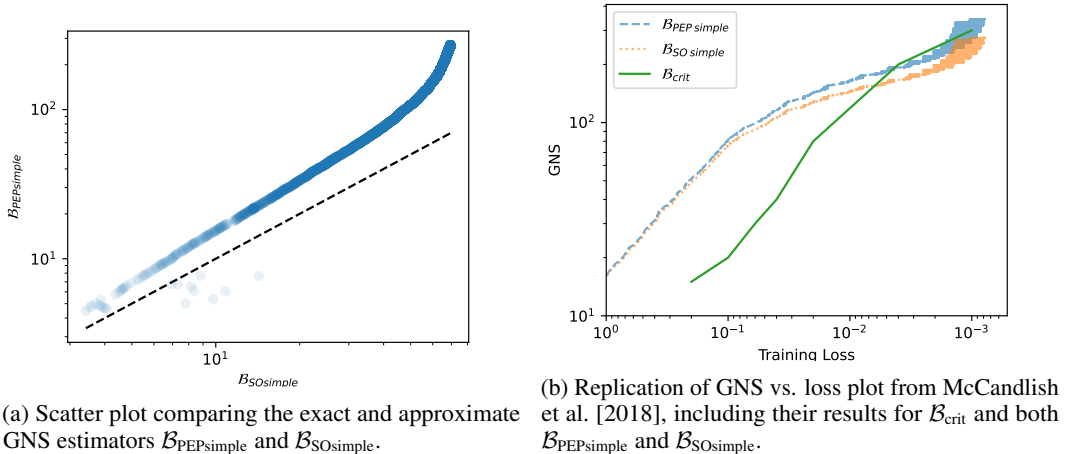 10²
10¹
𝓑_PEPsimple
10¹
𝓑_SOsimple
(a) Scatter plot comparing the exact and approximate
GNS estimators 𝓑_PEPsimple and 𝓑_SOsimple.
𝓑_PEP simple
𝓑_SO simple
𝓑_crit
GNS
10²
10¹
10⁰ 10⁻¹ 10⁻² 10⁻³
Training Loss
(b) Replication of GNS vs. loss plot from McCandlish
et al. [2018], including their results for 𝓑_crit and both
𝓑_PEPsimple and 𝓑_SOsimple.